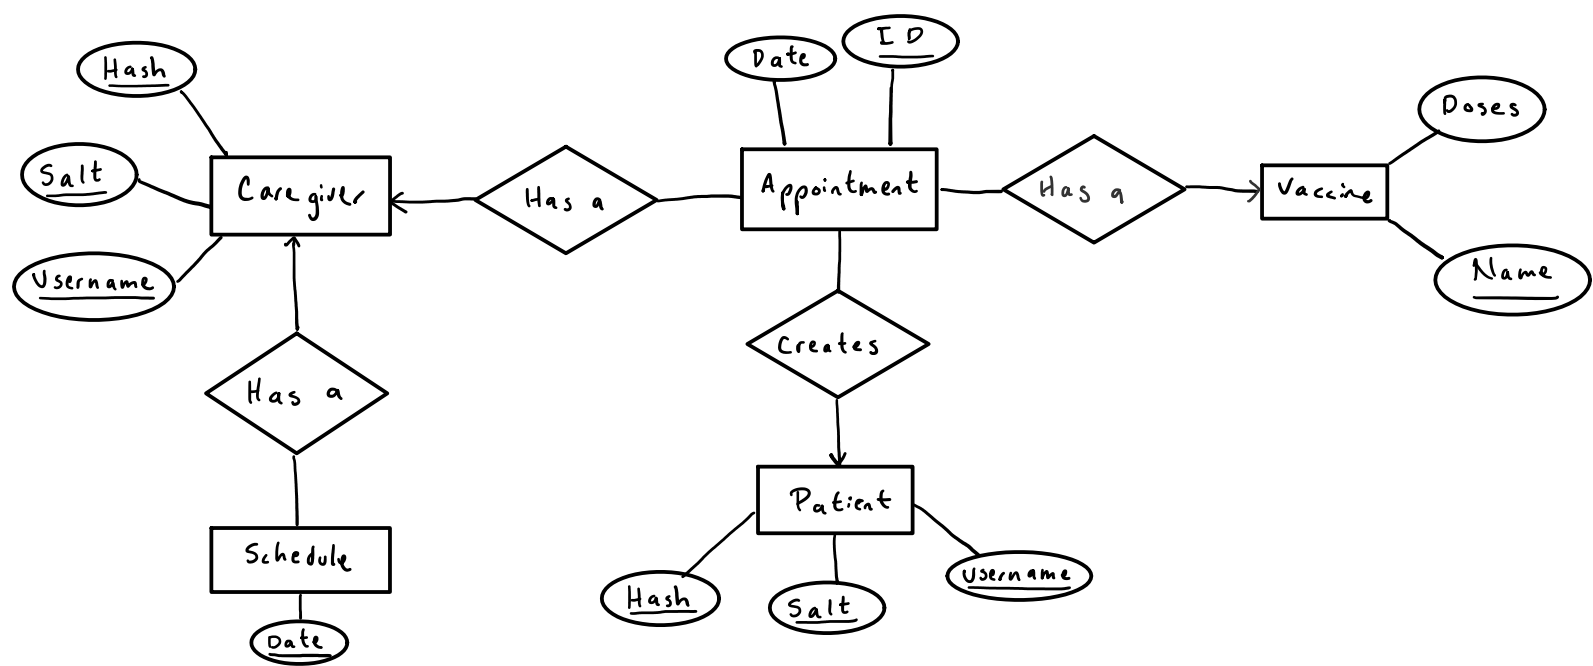 Hash
Salt
Username
Caregiver
Has a
Date
ID
Appointment
Has a
Doses
Vaccine
Name
Has a
Creates
Schedule
Date
Patient
Hash
Salt
Username